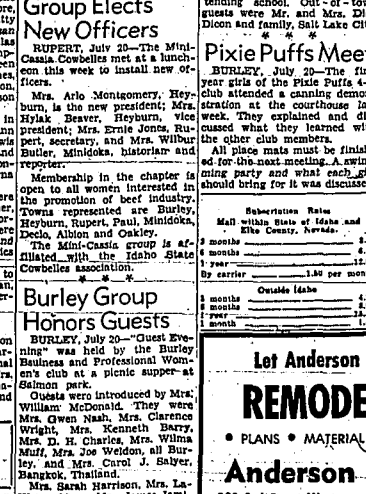 Group Elects
New Officers
RUPERT, July 20—The Mini-
Cassia Cowbelles met at a lunch-
eon this week to install new of-
ficers.
Mrs. Arlo Montgomery, Hey-
burn, is the new president; Mrs.
Hylak Beaver, Heyburn, vice
president; Mrs. Ernie Jones, Ru-
pert, secretary, and Mrs. Wilbur
Butler, Minidoka, historian and
reporter.
Membership in the chapter is
open to all women interested in
the promotion of beef industry.
Towns represented are Burley,
Heyburn, Rupert, Paul, Minidoka,
Declo, Albion and Oakley.
The Mini-Cassia group is af-
filiated with the Idaho State
Cowbelles association.
* * *
Burley Group
Honors Guests
BURLEY, July 20—"Guest Eve-
ning" was held by the Burley
Business and Professional Wom-
en's club at a picnic supper at
Salmon park.
Guests were introduced by Mrs.
William McDonald. They were
Mrs. Gwen Nash, Mrs. Clarence
Wright, Mrs. Kenneth Barry,
Mrs. D. H. Charles, Mrs. Wilma
Muff, Mrs. Joe Weldon, all Bur-
ley, and Mrs. Carol J. Salyer,
Bangkok, Thailand.
Mrs. Sarah Harrison, Mrs. La-
tending school. Out-of-
guests were Mr. and Mrs. Di
Dixon and family, Salt Lake Cit
* * *
Pixie Puffs Mee
BURLEY, July 20—The fir
year girls of the Pixie Puffs 4-
club attended a canning demon
stration at the courthouse la
week. They explained and di
cussed what they learned wi
the other club members.
All place mats must be finish
ed for the next meeting. A swim
ming party and what each gi
should bring for it was discusse
Subscription Rates
Mail within State of Idaho and
Elko County, Nevada.
3 months
6 months
1 year
By carrier 1.50 per mon
Outside Idaho
3 months
6 months
1 year
1 month
Let Anderson
REMODE
• PLANS • MATERIAL
Anderson